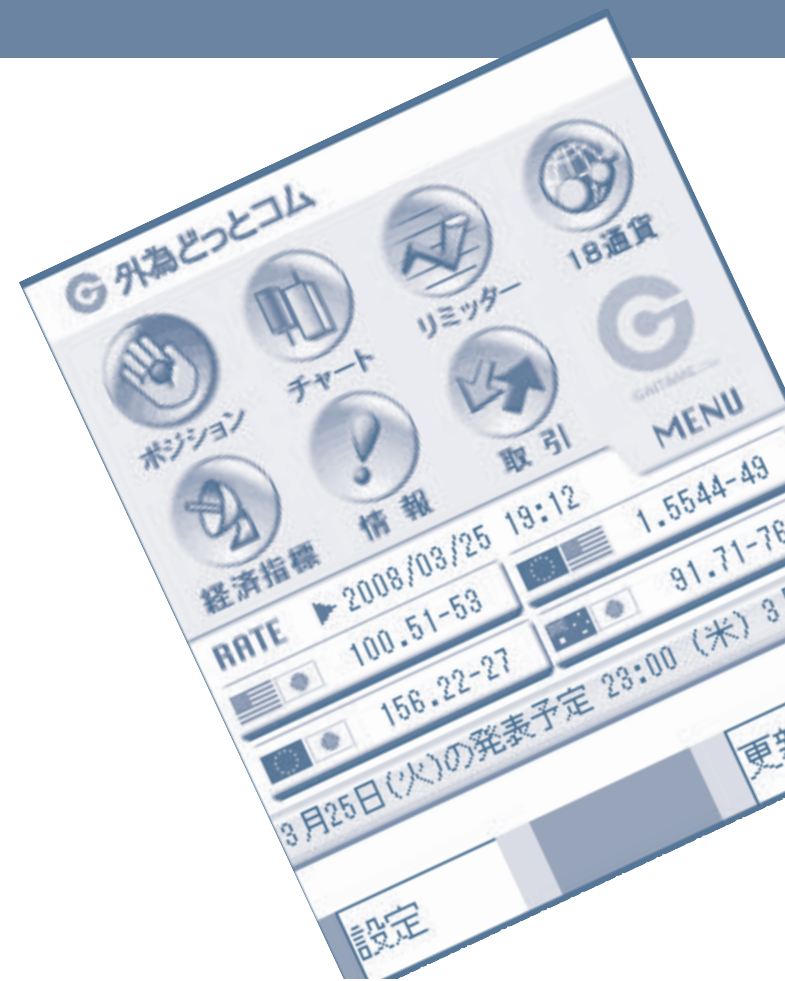 外為どっとコム
ポジション
チャート
リミッター
18通貨
経済指標
情報
取引
MENU
RATE
▶2008/03/25 19:12
100.51-53
1.5544-49
156.22-27
91.71-76
3月25日(火)の発表予定 23:00 (米) 3
設定
更新